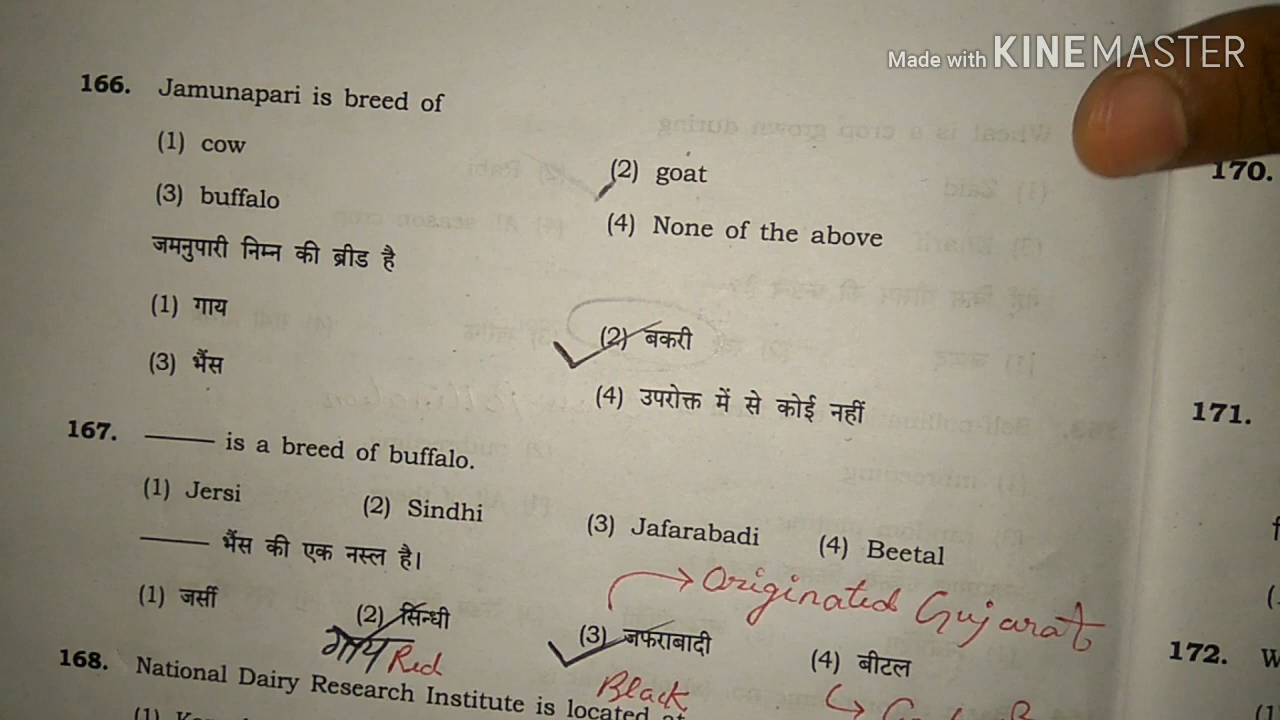 Made with KINEMASTER
166. Jamunapari is breed of
(1) cow
(2) goat
(3) buffalo
(4) None of the above
जमनुपारी निम्न की ब्रीड है
(1) गाय
(2) बकरी
(3) भैंस
(4) उपरोक्त में से कोई नहीं
167. ——— is a breed of buffalo.
(1) Jersi (2) Sindhi (3) Jafarabadi (4) Beetal
——— भैंस की एक नस्ल है।
Originated Gujarat
(1) जर्सी (2) सिन्धी (3) जफराबादी (4) बीटल
गाय Red
Black
168. National Dairy Research Institute is located at
(1)
170.
171.
172.